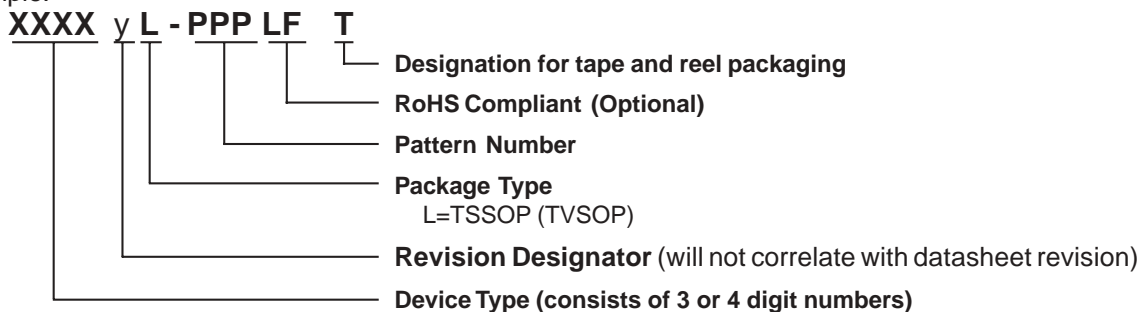 XXXX y L - PPP LF T
Designation for tape and reel packaging
RoHS Compliant (Optional)
Pattern Number
Package Type
L=TSSOP (TVSOP)
Revision Designator (will not correlate with datasheet revision)
Device Type (consists of 3 or 4 digit numbers)